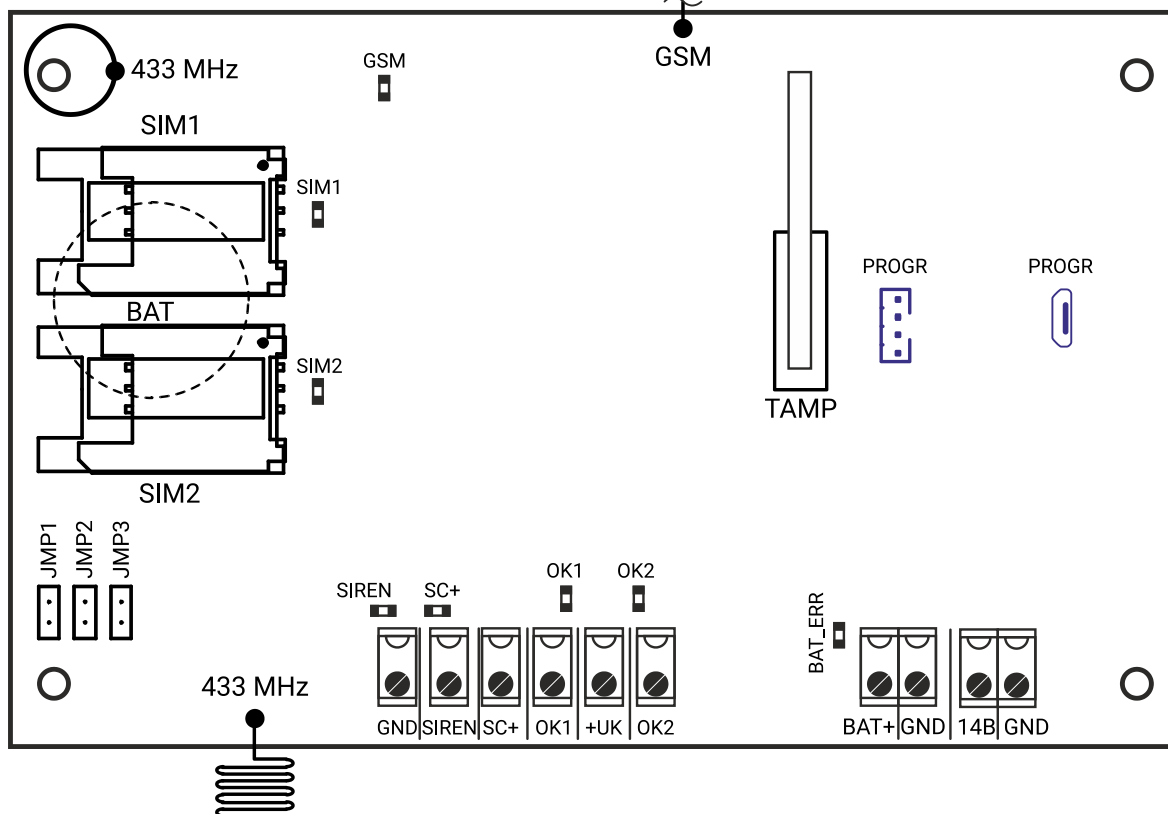 GSM
433 MHz
GSM
SIM1
SIM1
PROGR
PROGR
BAT
SIM2
TAMP
SIM2
JMP1
JMP2
JMP3
SIREN
SC+
OK1
OK2
BAT_ERR
433 MHz
GND SIREN SC+ OK1 +UK OK2
BAT+ GND 14B GND